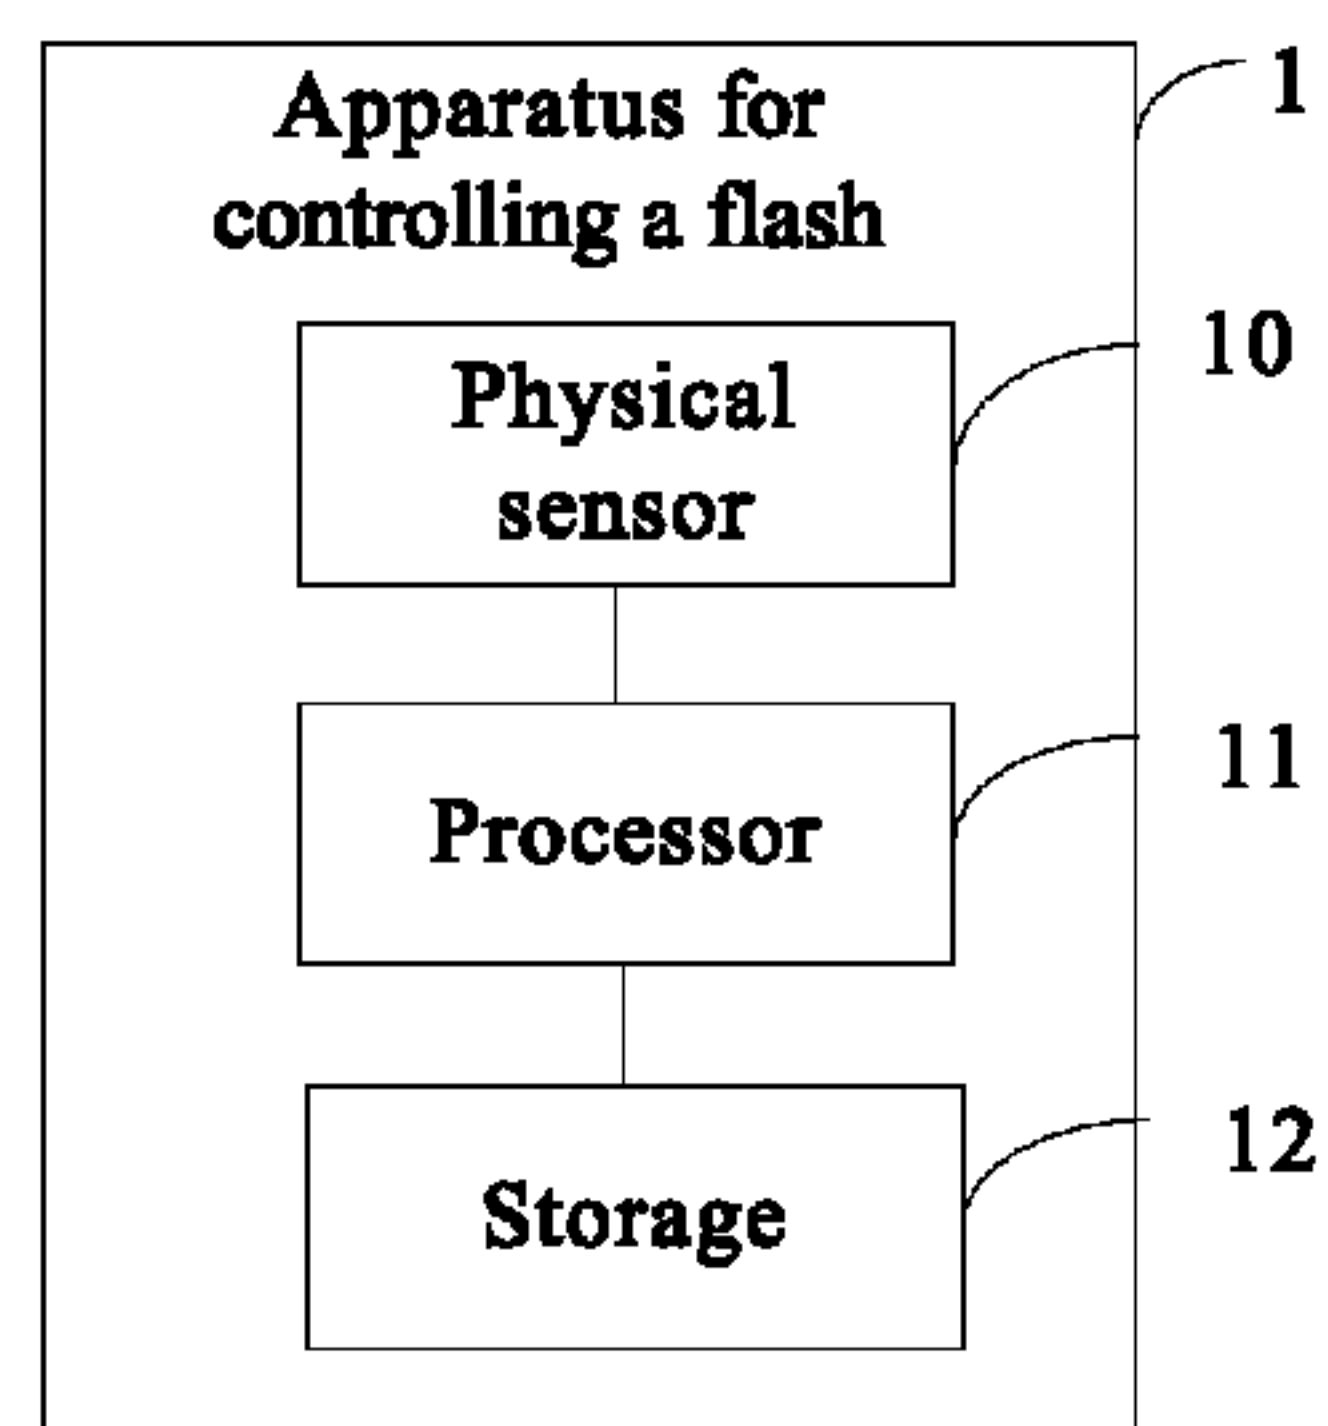 Apparatus for
controlling a flash
1
Physical
sensor
10
Processor
11
Storage
12